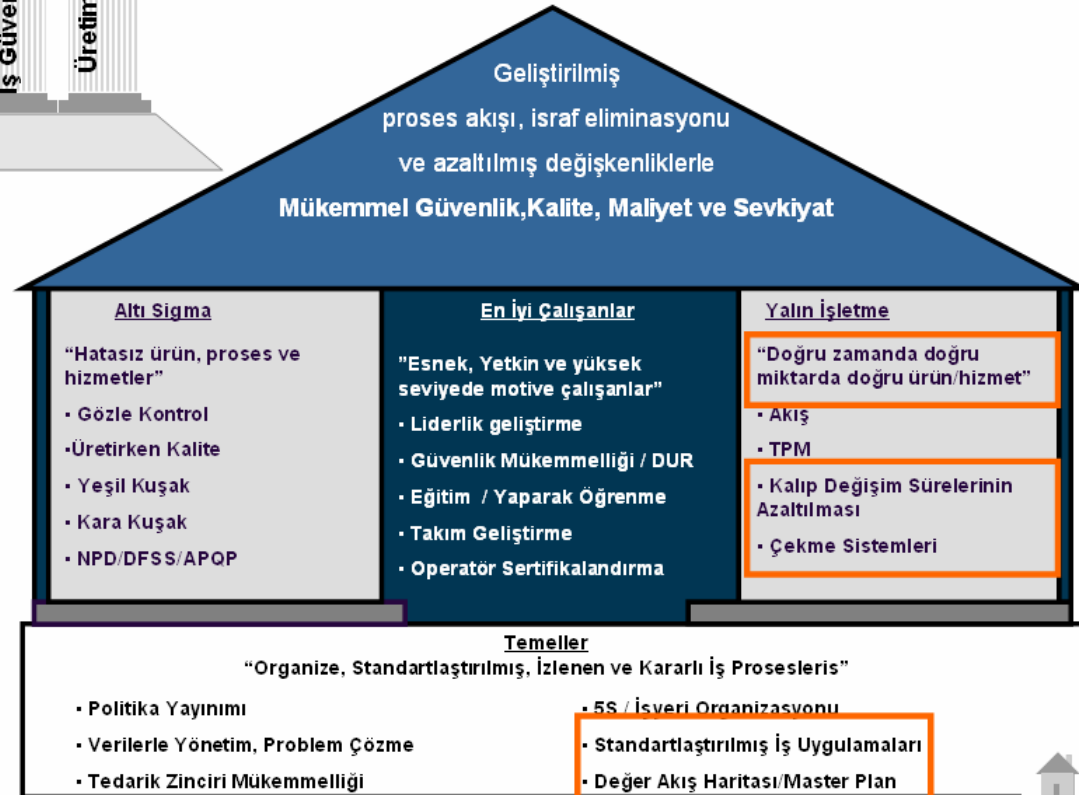 İş Güven
Üretim
Geliştirilmiş
proses akışı, israf eliminasyonu
ve azaltılmış değişkenliklerle
Mükemmel Güvenlik,Kalite, Maliyet ve Sevkiyat
Altı Sigma
“Hatasız ürün, proses ve
hizmetler”
▪ Gözle Kontrol
▪Üretirken Kalite
▪ Yeşil Kuşak
▪ Kara Kuşak
▪ NPD/DFSS/APQP
En İyi Çalışanlar
”Esnek, Yetkin ve yüksek
seviyede motive çalışanlar”
▪ Liderlik geliştirme
▪ Güvenlik Mükemmelliği / DUR
▪ Eğitim / Yaparak Öğrenme
▪ Takım Geliştirme
▪ Operatör Sertifikalandırma
Yalın İşletme
“Doğru zamanda doğru
miktarda doğru ürün/hizmet”
▪ Akış
▪ TPM
▪ Kalıp Değişim Sürelerinin
Azaltılması
▪ Çekme Sistemleri
Temeller
“Organize, Standartlaştırılmış, İzlenen ve Kararlı İş Prosesleris”
▪ Politika Yayınımı
▪ Verilerle Yönetim, Problem Çözme
▪ Tedarik Zinciri Mükemmelliği
▪ 5S / İşyeri Organizasyonu
▪ Standartlaştırılmış İş Uygulamaları
▪ Değer Akış Haritası/Master Plan